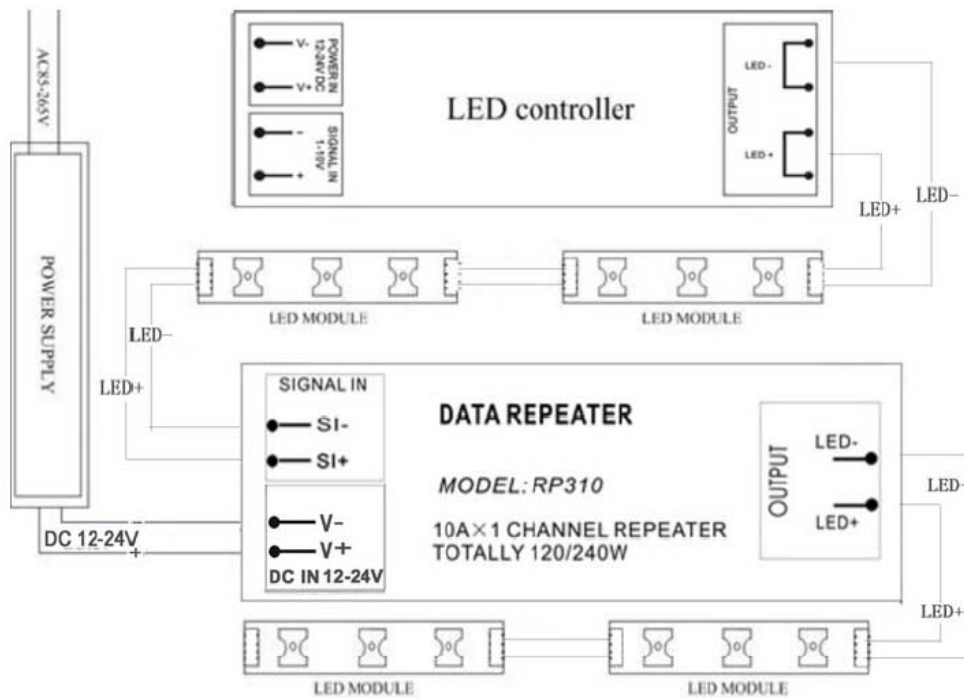 AC85-265V
POWER SUPPLY
V-
V+
POWER IN
12-24V DC
-
+
SIGNAL IN
1-10V
LED controller
OUTPUT
LED -
LED +
LED+
LED-
LED MODULE
LED MODULE
LED-
LED+
SIGNAL IN
SI-
SI+
V-
V+
DC IN 12-24V
DC 12-24V
-
+
DATA REPEATER
MODEL: RP310
10A×1 CHANNEL REPEATER
TOTALLY 120/240W
OUTPUT
LED-
LED+
LED-
LED+
LED MODULE
LED MODULE